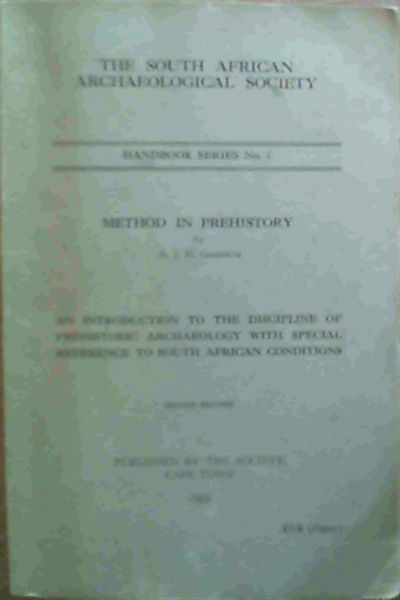 THE SOUTH AFRICAN
ARCHAEOLOGICAL SOCIETY
HANDBOOK SERIES No. 1
METHOD IN PREHISTORY
by
A. J. H. GOODWIN
AN INTRODUCTION TO THE DISCIPLINE OF
PREHISTORIC ARCHAEOLOGY WITH SPECIAL
REFERENCE TO SOUTH AFRICAN CONDITIONS
SECOND EDITION
PUBLISHED BY THE SOCIETY,
CAPE TOWN
(Paper)